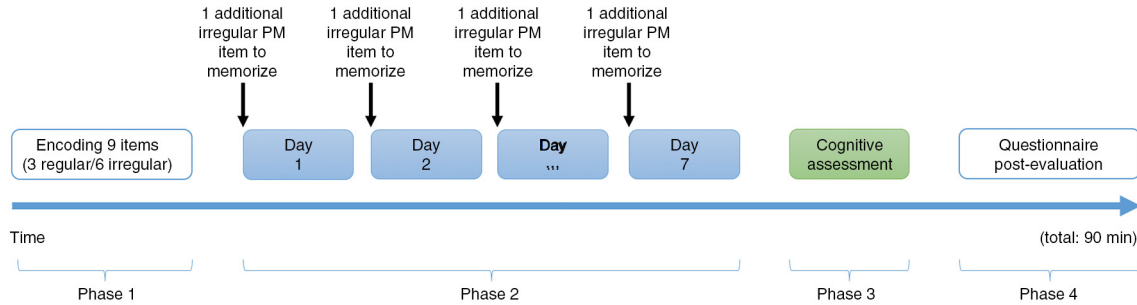 1 additional
irregular PM
item to
memorize
1 additional
irregular PM
item to
memorize
1 additional
irregular PM
item to
memorize
1 additional
irregular PM
item to
memorize
Encoding 9 items
(3 regular/6 irregular)
Day
1
Day
2
Day
...
Day
7
Cognitive
assessment
Questionnaire
post-evaluation
Time
(total: 90 min)
Phase 1
Phase 2
Phase 3
Phase 4